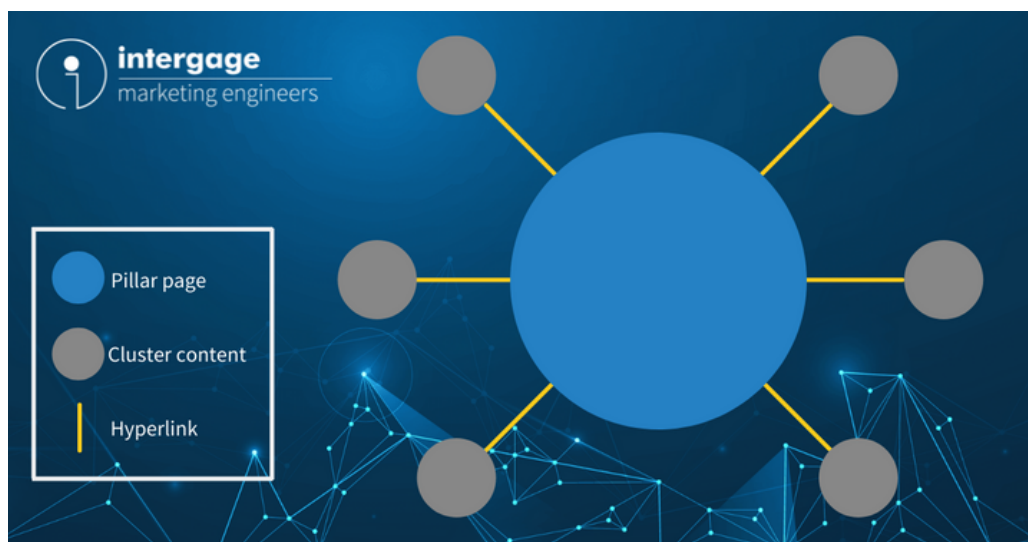 intergage
marketing engineers
Pillar page
Cluster content
Hyperlink